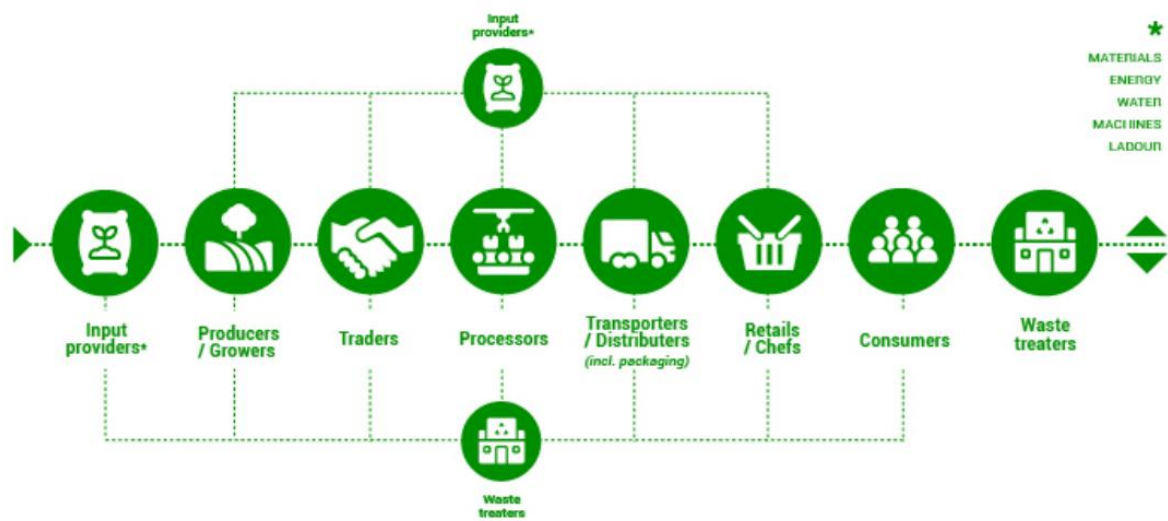 Input
providers*
*
MATERIALS
ENERGY
WATER
MACHINES
LABOUR
Input
providers*
Producers
/ Growers
Traders
Processors
Transporters
/ Distributers
(incl. packaging)
Retails
/ Chefs
Consumers
Waste
treaters
Waste
treaters